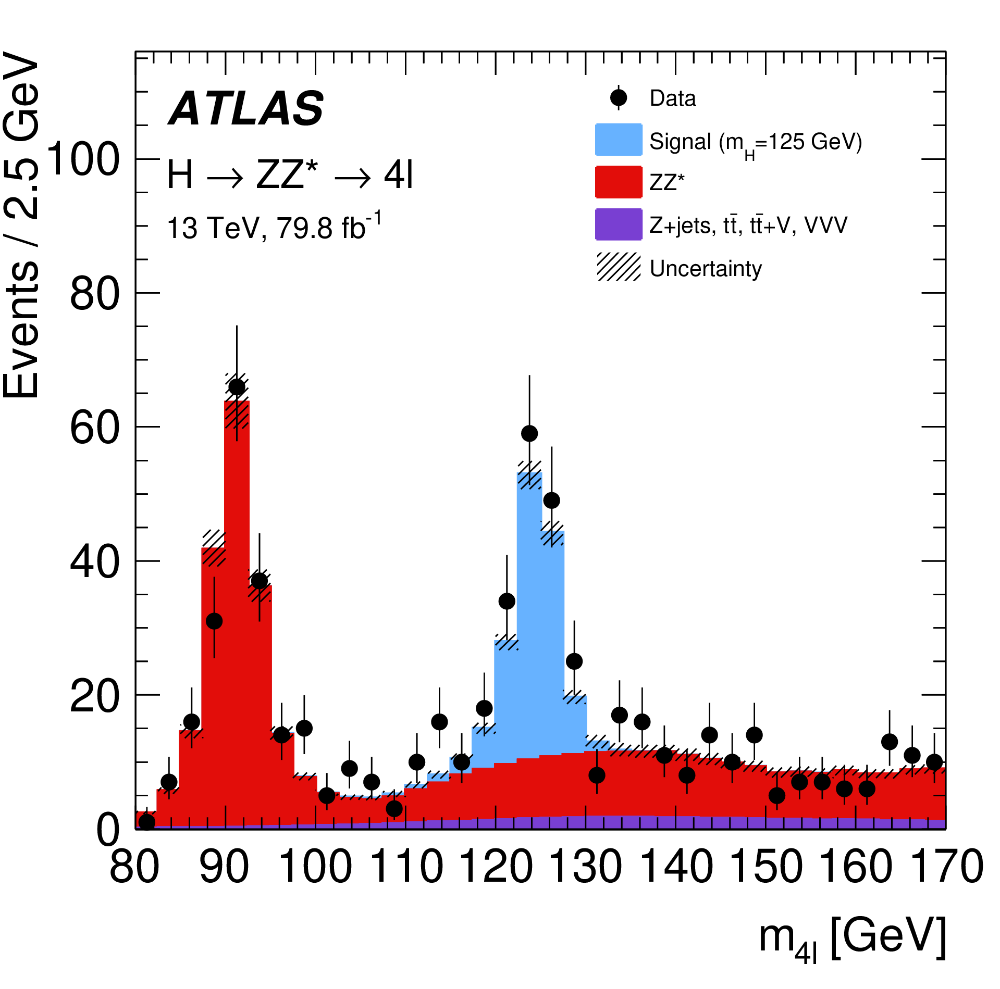 Events / 2.5 GeV
ATLAS
H → ZZ* → 4l
13 TeV, 79.8 fb⁻¹
Data
Signal (m_H=125 GeV)
ZZ*
Z+jets, tt̄, tt̄+V, VVV
Uncertainty
100
80
60
40
20
0
80 90 100 110 120 130 140 150 160 170
m_4l [GeV]